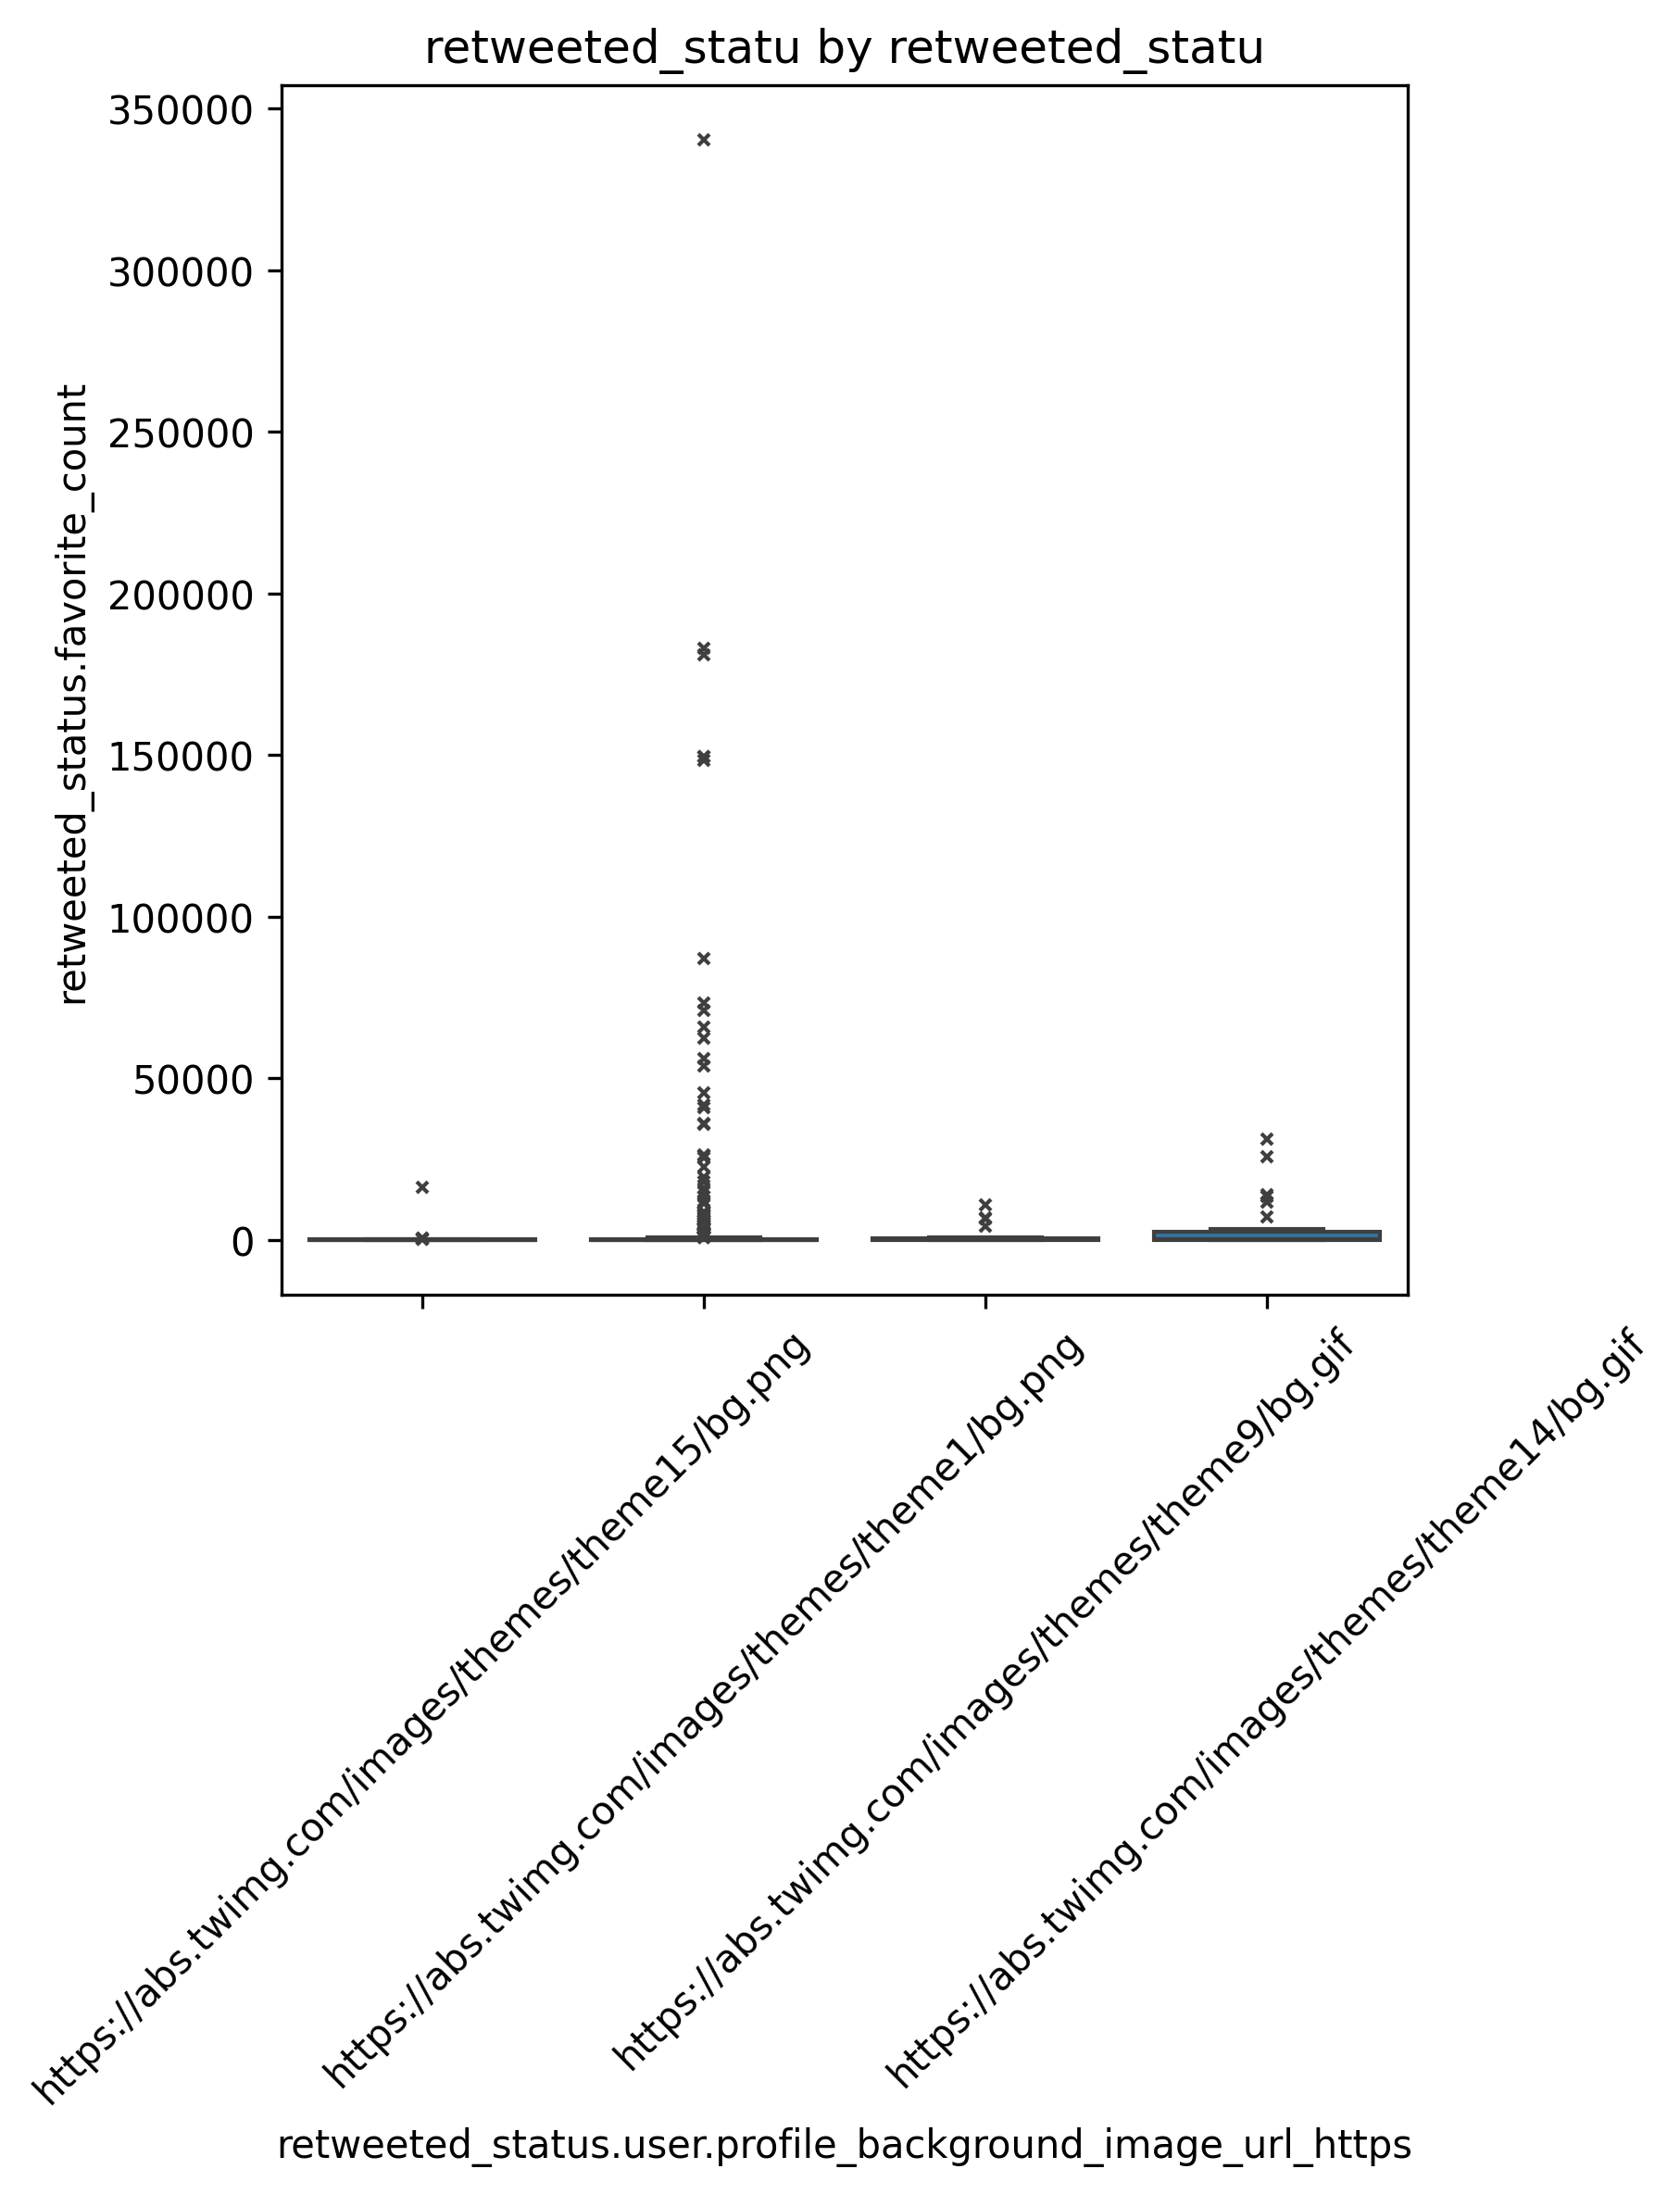 retweeted_statu by retweeted_statu
350000
300000
250000
200000
150000
100000
50000
0
retweeted_status.favorite_count
https://abs.twimg.com/images/themes/theme15/bg.png
https://abs.twimg.com/images/themes/theme1/bg.png
https://abs.twimg.com/images/themes/theme9/bg.gif
https://abs.twimg.com/images/themes/theme14/bg.gif
retweeted_status.user.profile_background_image_url_https